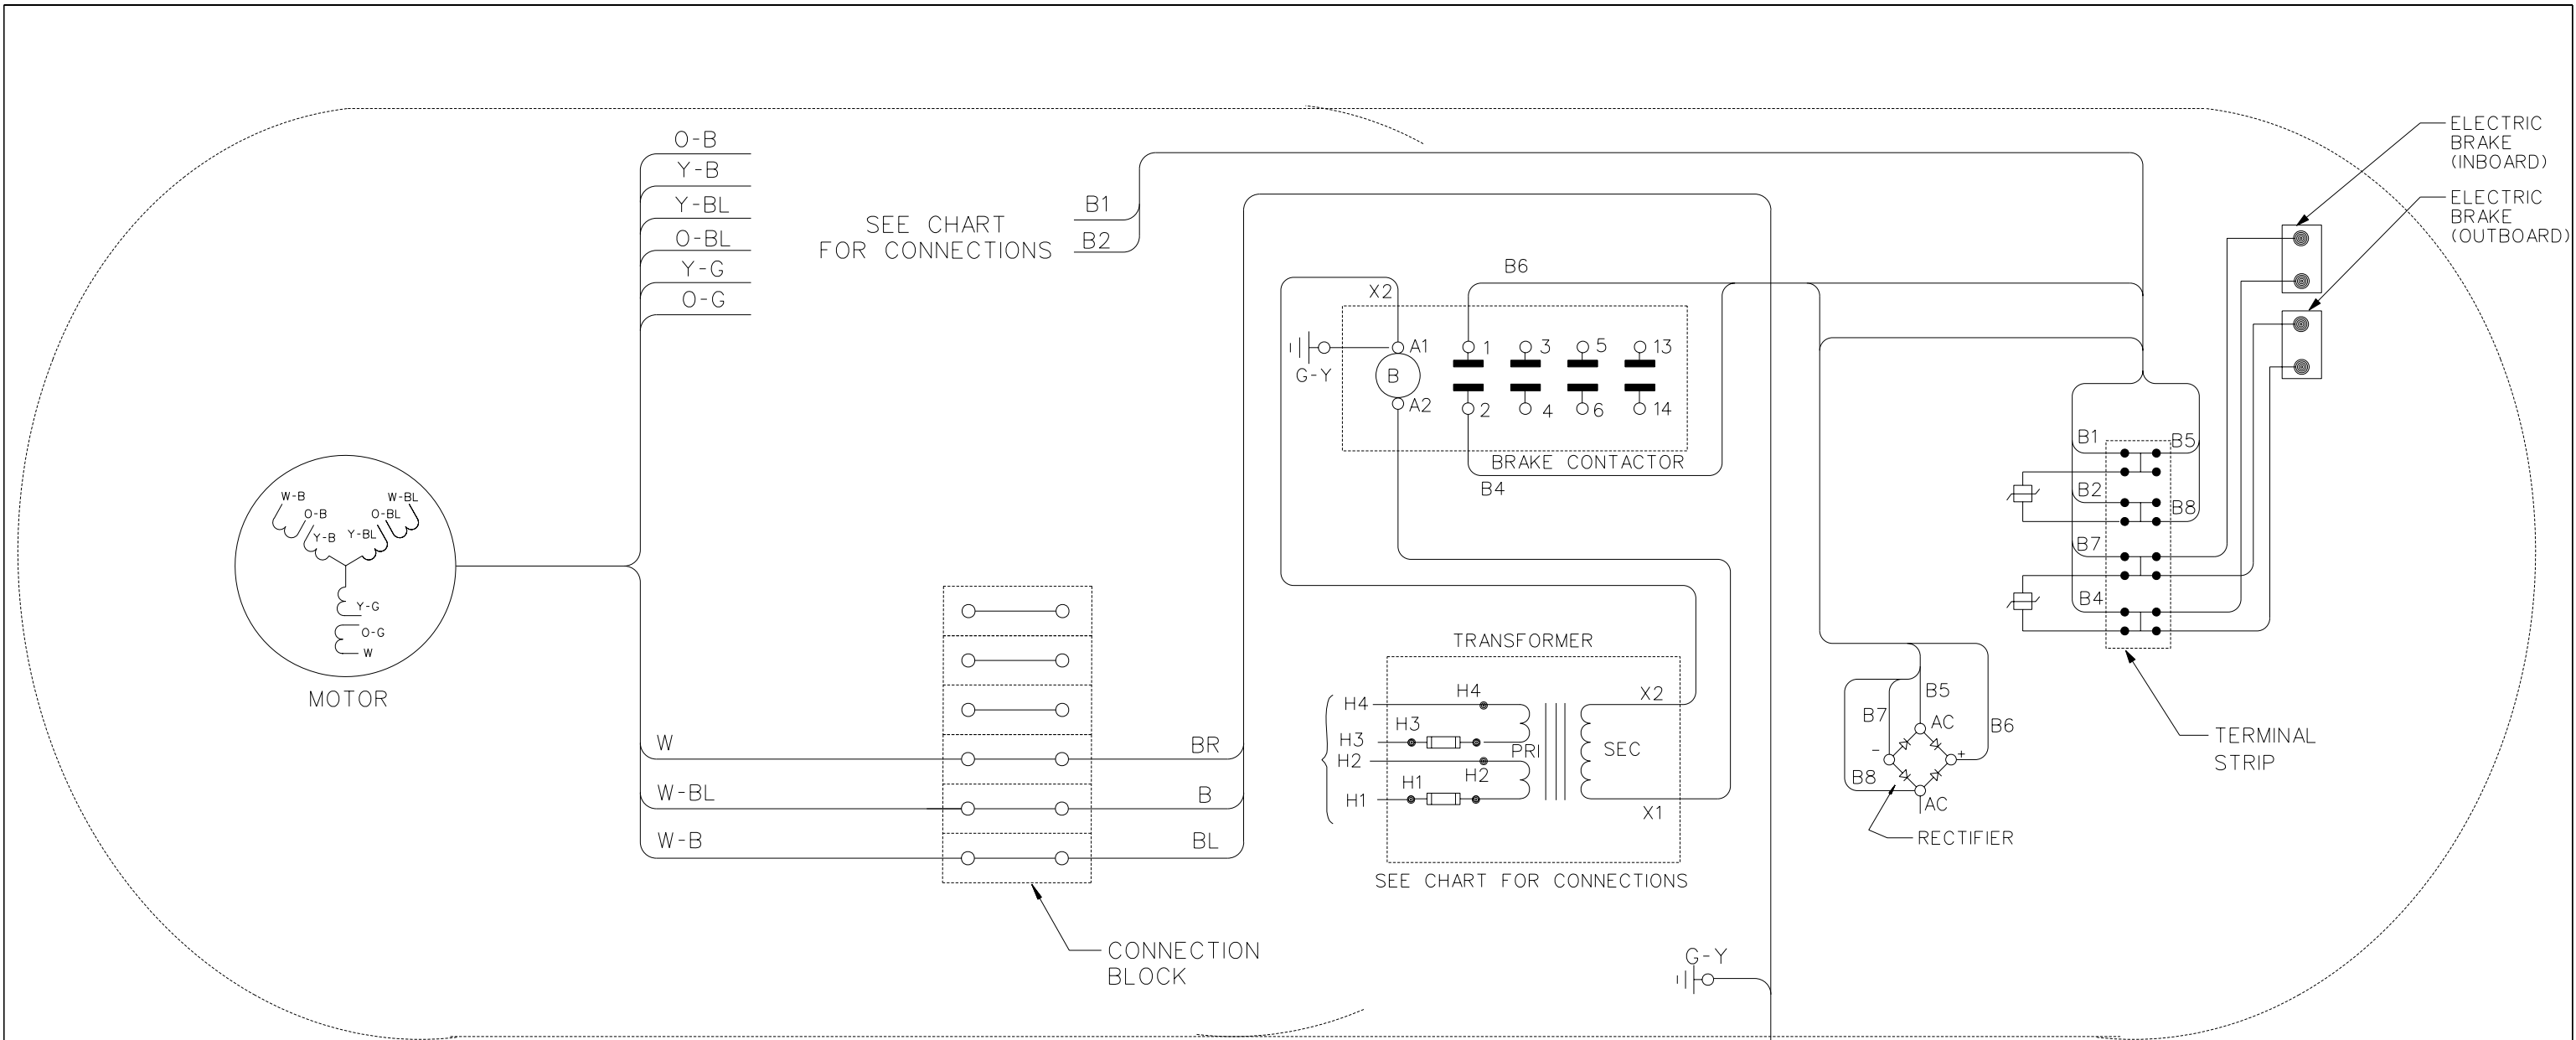 O-B
Y-B
Y-BL
O-BL
Y-G
O-G
SEE CHART
FOR CONNECTIONS
B1
B2
ELECTRIC
BRAKE
(INBOARD)
ELECTRIC
BRAKE
(OUTBOARD)
B6
X2
G-Y
A1
B
A2
1
3
5
13
2
4
6
14
BRAKE CONTACTOR
B4
B1
B5
B2
B8
B7
B4
TERMINAL
STRIP
W-B
W-BL
O-B
O-BL
Y-B
Y-BL
Y-G
O-G
W
MOTOR
W
BR
W-BL
B
W-B
BL
CONNECTION
BLOCK
TRANSFORMER
H4
H4
H3
H3
H2
H2
H1
H1
PRI
SEC
X2
X1
SEE CHART FOR CONNECTIONS
B5
B7
AC
B6
-
+
B8
AC
RECTIFIER
G-Y